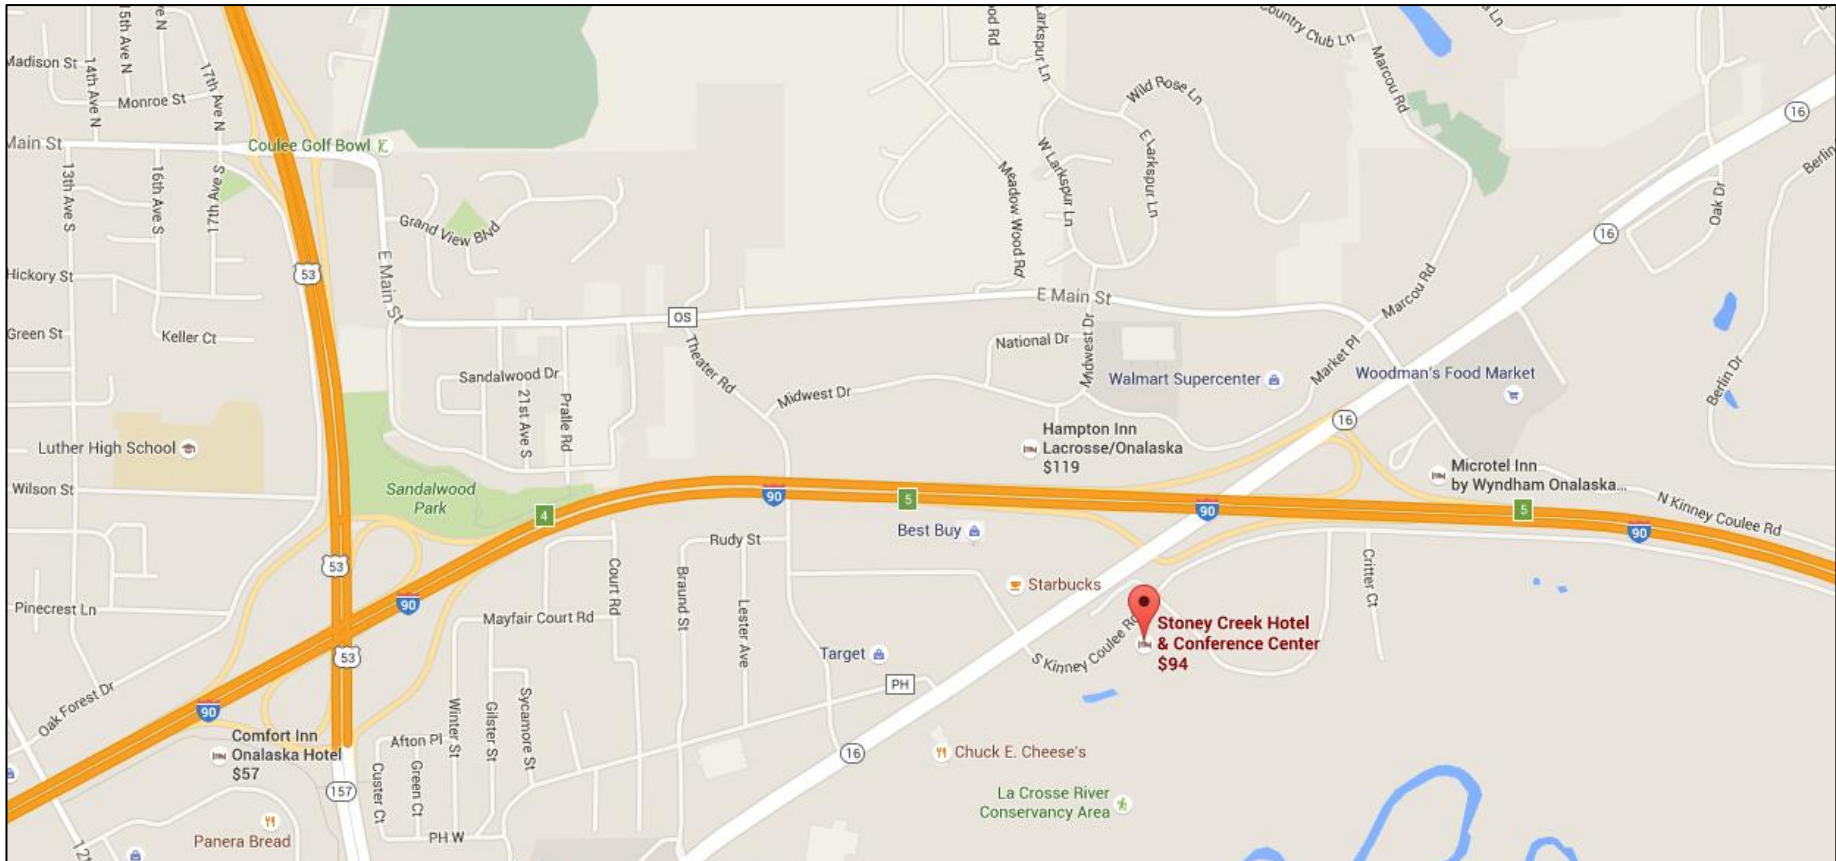 15th Ave N
ve N
Madison St
14th Ave N
17th Ave N
Monroe St
Main St
Coulee Golf Bowl
13th Ave S
16th Ave S
17th Ave S
Hickory St
Green St
Keller Ct
53
E Main St
Grand View Blvd
OS
Theater Rd
Sandalwood Dr
21st Ave S
Pralle Rd
Luther High School
Wilson St
Sandalwood
Park
4
53
90
Pinecrest Ln
Oak Forest Dr
53
90
Comfort Inn
Onalaska Hotel
$57
157
Panera Bread
12t
Afton Pl
Custer Ct
Green Ct
PH W
Winter St
Gilster St
Sycamore St
Mayfair Court Rd
Court Rd
Braund St
Rudy St
Lester Ave
Target
PH
16
90
5
Best Buy
Starbucks
Midwest Dr
od Rd
Larkspur Ln
Wild Rose Ln
W Larkspur Ln
E Larkspur Ln
Meadow Wood Rd
E Main St
National Dr
Midwest Dr
Walmart Supercenter
Hampton Inn
Lacrosse/Onalaska
$119
Country Club Ln
Marcou Rd
Ln
16
Berlin
Oak Dr
16
Marcou Rd
Market Pl
Woodman's Food Market
Berlin Dr
16
Microtel Inn
by Wyndham Onalaska...
90
5
90
N Kinney Coulee Rd
Critter Ct
S Kinney Coulee Rd
Stoney Creek Hotel
& Conference Center
$94
Chuck E. Cheese's
La Crosse River
Conservancy Area